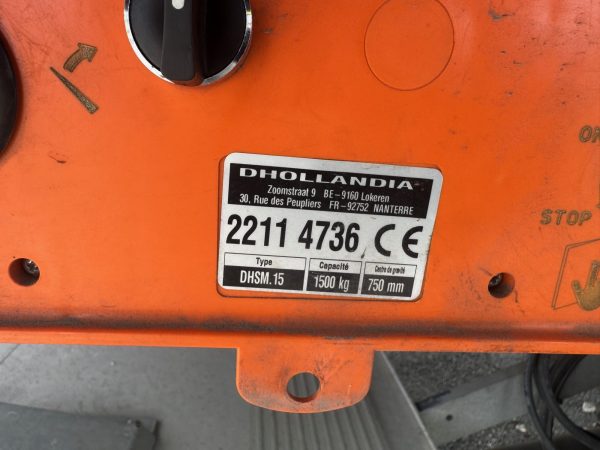 DHOLLANDIA
Zoomstraat 9 BE-9160 Lokeren
30, Rue des Peupliers FR-92752 NANTERRE
2211 4736 CE
Type Capacité Centre de gravité
DHSM.15 1500 kg 750 mm
STOP